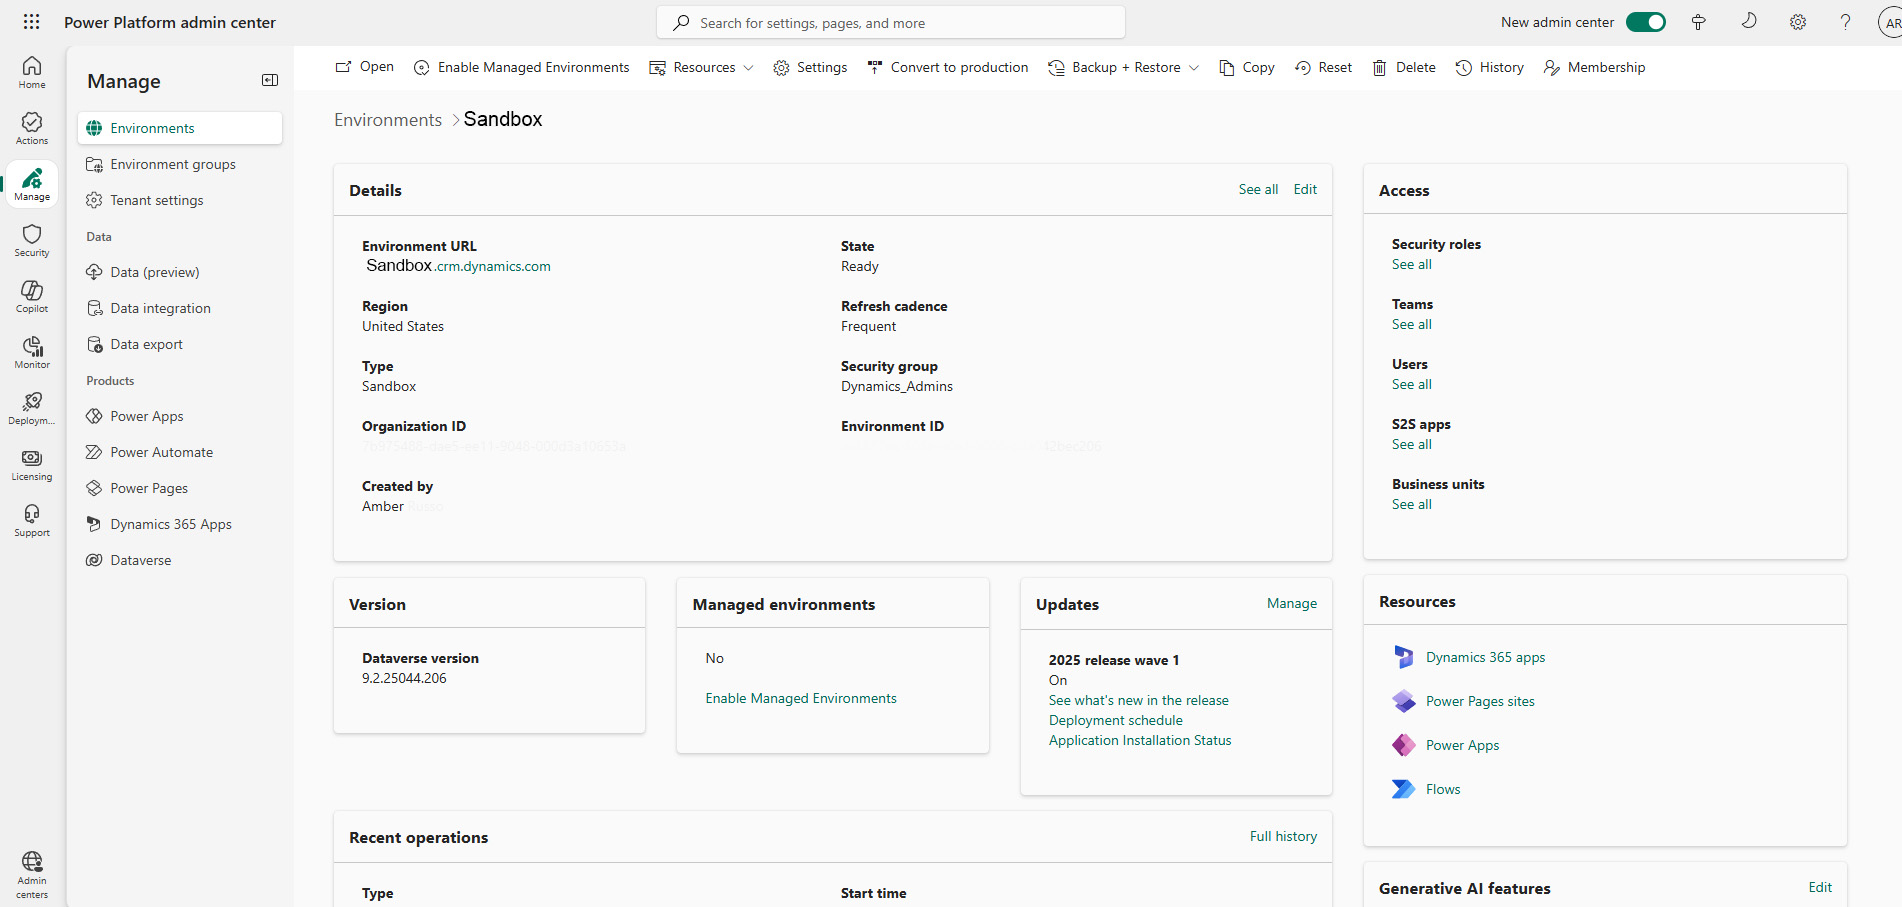 Power Platform admin center
Search for settings, pages, and more
New admin center
AR
Home
Actions
Manage
Security
Copilot
Monitor
Deploym...
Licensing
Support
Admin
centers
Manage
Environments
Environment groups
Tenant settings
Data
Data (preview)
Data integration
Data export
Products
Power Apps
Power Automate
Power Pages
Dynamics 365 Apps
Dataverse
Open
Enable Managed Environments
Resources
Settings
Convert to production
Backup + Restore
Copy
Reset
Delete
History
Membership
Environments > Sandbox
Details
See all
Edit
Environment URL
Sandbox.crm.dynamics.com
State
Ready
Region
United States
Refresh cadence
Frequent
Type
Sandbox
Security group
Dynamics_Admins
Organization ID
Environment ID
Created by
Amber
Version
Dataverse version
9.2.25044.206
Managed environments
No
Enable Managed Environments
Updates
Manage
2025 release wave 1
On
See what's new in the release
Deployment schedule
Application Installation Status
Recent operations
Full history
Type
Start time
Access
Security roles
See all
Teams
See all
Users
See all
S2S apps
See all
Business units
See all
Resources
Dynamics 365 apps
Power Pages sites
Power Apps
Flows
Generative AI features
Edit